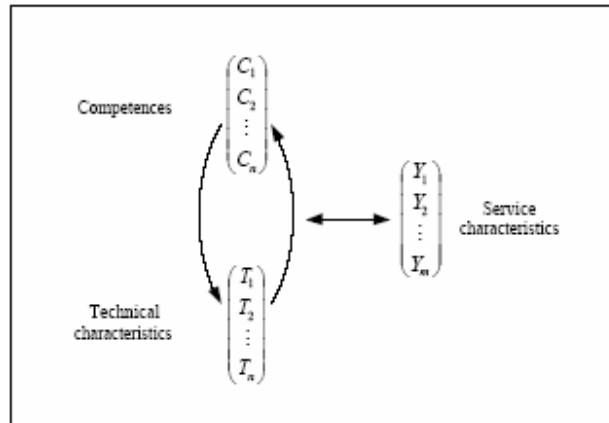 C₁
C₂
Competences
⋮
Cₙ
Y₁
Y₂
Service
characteristics
⋮
Yₘ
T₁
Technical
characteristics
T₂
⋮
Tₙ